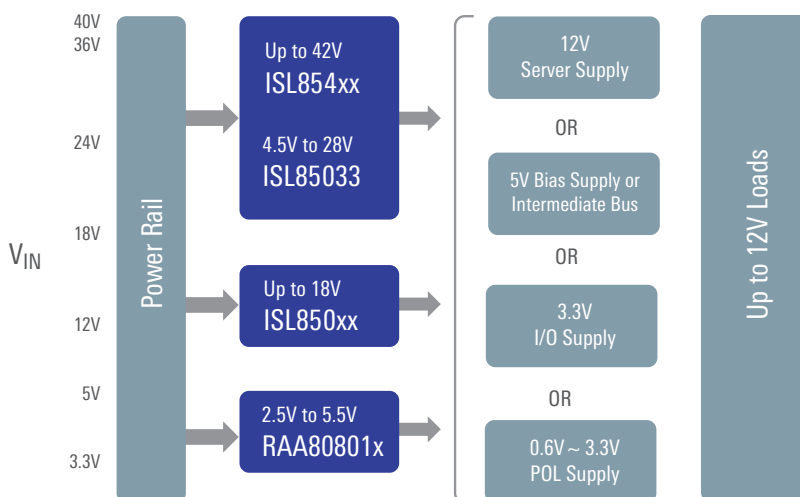 V_IN
40V
36V
24V
18V
12V
5V
3.3V
Power Rail
Up to 42V
ISL854xx
4.5V to 28V
ISL85033
Up to 18V
ISL850xx
2.5V to 5.5V
RAA80801x
12V
Server Supply
OR
5V Bias Supply or
Intermediate Bus
OR
3.3V
I/O Supply
OR
0.6V ~ 3.3V
POL Supply
Up to 12V Loads